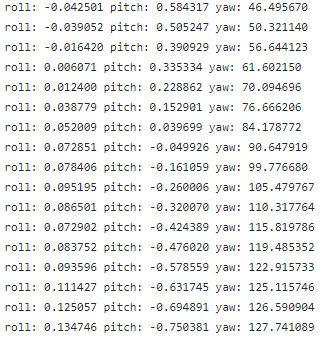 roll: -0.042501 pitch: 0.584317 yaw: 46.495670
roll: -0.039052 pitch: 0.505247 yaw: 50.321140
roll: -0.016420 pitch: 0.390929 yaw: 56.644123
roll: 0.006071 pitch: 0.335334 yaw: 61.602150
roll: 0.012400 pitch: 0.228862 yaw: 70.094696
roll: 0.038779 pitch: 0.152901 yaw: 76.666206
roll: 0.052009 pitch: 0.039699 yaw: 84.178772
roll: 0.072851 pitch: -0.049926 yaw: 90.647919
roll: 0.078406 pitch: -0.161059 yaw: 99.776680
roll: 0.095195 pitch: -0.260006 yaw: 105.479767
roll: 0.086501 pitch: -0.320070 yaw: 110.317764
roll: 0.072902 pitch: -0.424389 yaw: 115.819786
roll: 0.083752 pitch: -0.476020 yaw: 119.485352
roll: 0.093596 pitch: -0.578559 yaw: 122.915733
roll: 0.111427 pitch: -0.631745 yaw: 125.115746
roll: 0.125057 pitch: -0.694891 yaw: 126.590904
roll: 0.134746 pitch: -0.750381 yaw: 127.741089